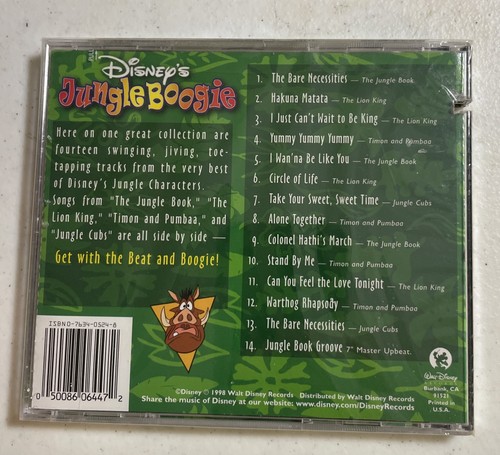 Disney's
Jungle Boogie
Here on one great collection are
fourteen swinging, jiving, toe-
tapping tracks from the very best
of Disney's Jungle Characters.
Songs from "The Jungle Book," "The
Lion King," "Timon and Pumbaa," and
"Jungle Cubs" are all side by side —
Get with the Beat and Boogie!
1. The Bare Necessities — The Jungle Book
2. Hakuna Matata — The Lion King
3. I Just Can't Wait to Be King — The Lion King
4. Yummy Yummy Yummy — Timon and Pumbaa
5. I Wan'na Be Like You — The Jungle Book
6. Circle of Life — The Lion King
7. Take Your Sweet, Sweet Time — Jungle Cubs
8. Alone Together — Timon and Pumbaa
9. Colonel Hathi's March — The Jungle Book
10. Stand By Me — Timon and Pumbaa
11. Can You Feel the Love Tonight — The Lion King
12. Warthog Rhapsody — Timon and Pumbaa
13. The Bare Necessities — Jungle Cubs
14. Jungle Book Groove 7" Master Upbeat.
ISBN 0-7634-0324-8
0 50086 06447 2
©Disney ℗ 1998 Walt Disney Records Distributed by Walt Disney Records
Share the music of Disney at our website: www.disney.com/DisneyRecords
Walt Disney
RECORDS
Burbank, CA
91521
Printed in
U.S.A.